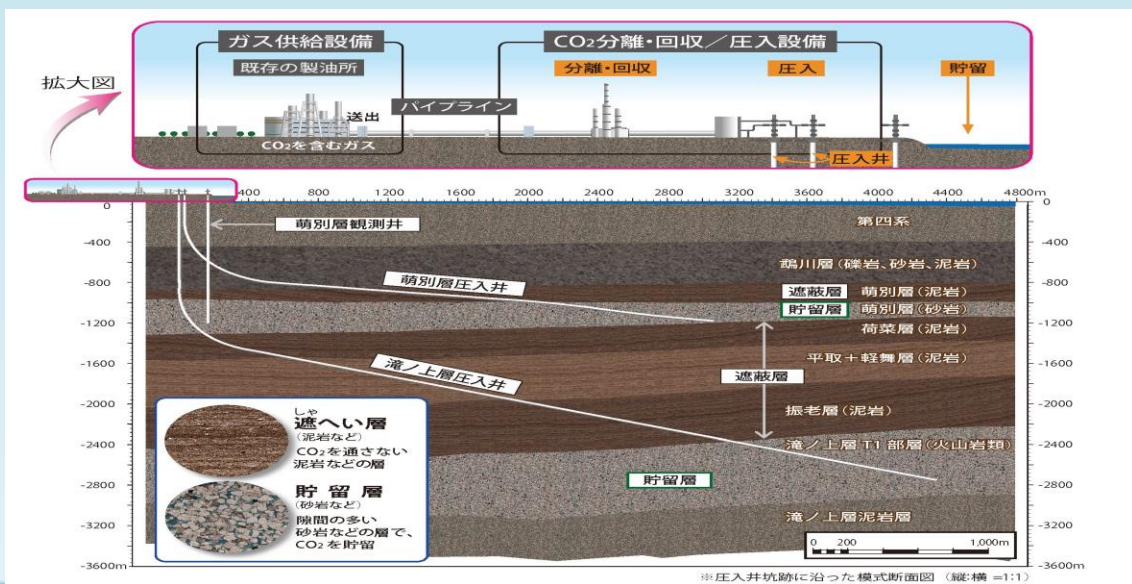 ガス供給設備
CO2分離・回収／圧入設備
既存の製油所
分離・回収
圧入
貯留
拡大図
パイプライン
送出
CO2を含むガス
圧入井
400 800 1200 1600 2000 2400 2800 3200 3600 4000 4400 4800m
0
-400
-800
-1200
-1600
-2000
-2400
-2800
-3200
-3600m
0
-400
-800
-1200
-1600
-2000
-2400
-2800
-3200
-3600m
萌別層観測井
第四系
鵡川層(礫岩、砂岩、泥岩)
萌別層圧入井
遮蔽層 萌別層(泥岩)
貯留層 萌別層(砂岩)
荷菜層(泥岩)
平取+軽舞層(泥岩)
滝ノ上層圧入井
遮蔽層
振老層(泥岩)
滝ノ上層 T1 部層(火山岩類)
貯留層
滝ノ上層泥岩層
しゃ
遮へい層
(泥岩など)
CO2を通さない
泥岩などの層
貯留層
(砂岩など)
隙間の多い
砂岩などの層で、
CO2を貯留
0 200 1,000m
※圧入井坑跡に沿った模式断面図 (縦:横 =1:1)